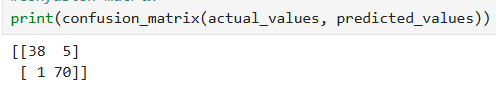 print(confusion_matrix(actual_values, predicted_values))
[[38  5]
 [ 1 70]]